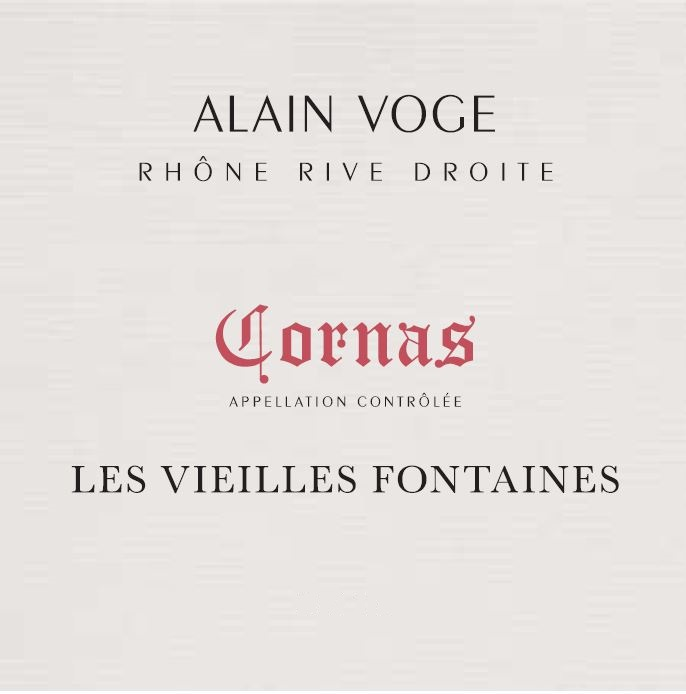 ALAIN VOGE
RHÔNE RIVE DROITE
Cornas
APPELLATION CONTRÔLÉE
LES VIEILLES FONTAINES